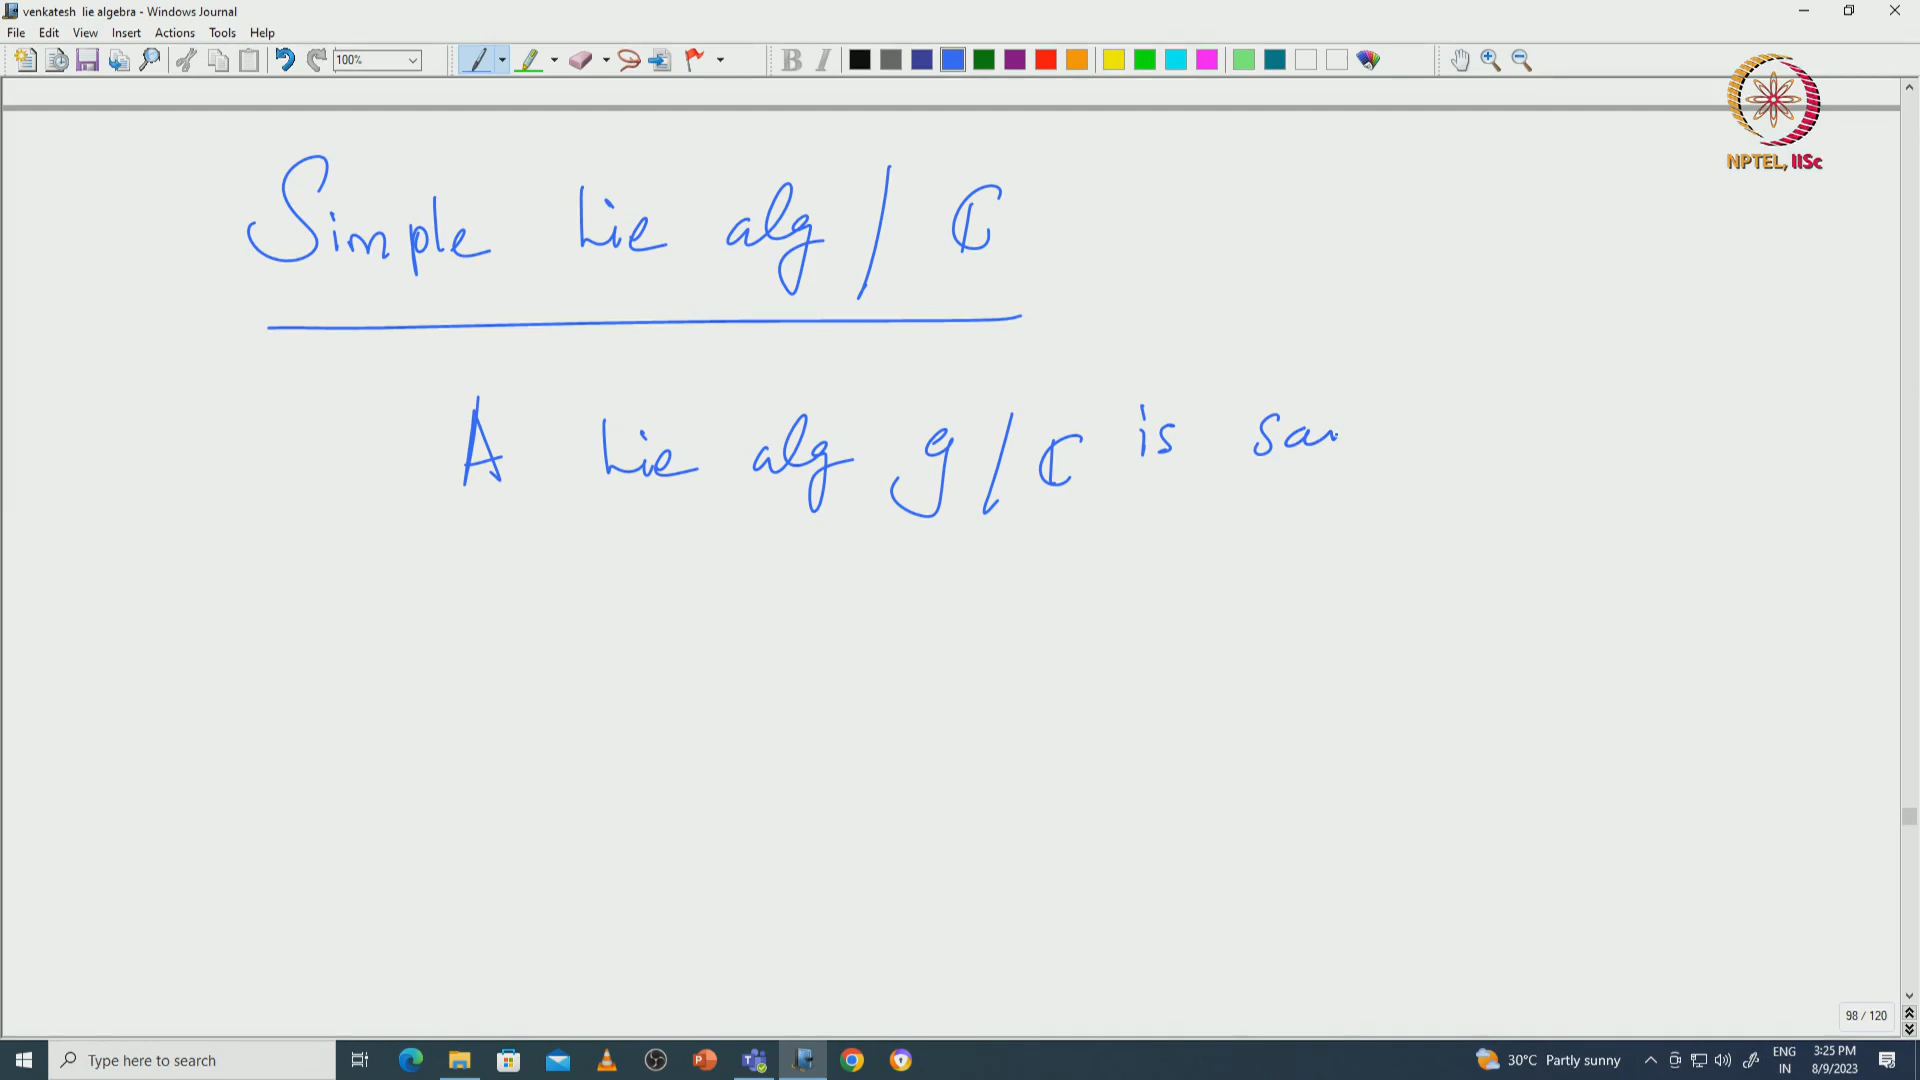 venkatesh lie algebra - Windows Journal
File Edit View Insert Actions Tools Help
100%
B I
NPTEL, IISc
Simple Lie alg / ℂ
A Lie alg g / ℂ is sai
98 / 120
Type here to search
30°C Partly sunny
ENG
IN
3:25 PM
8/9/2023